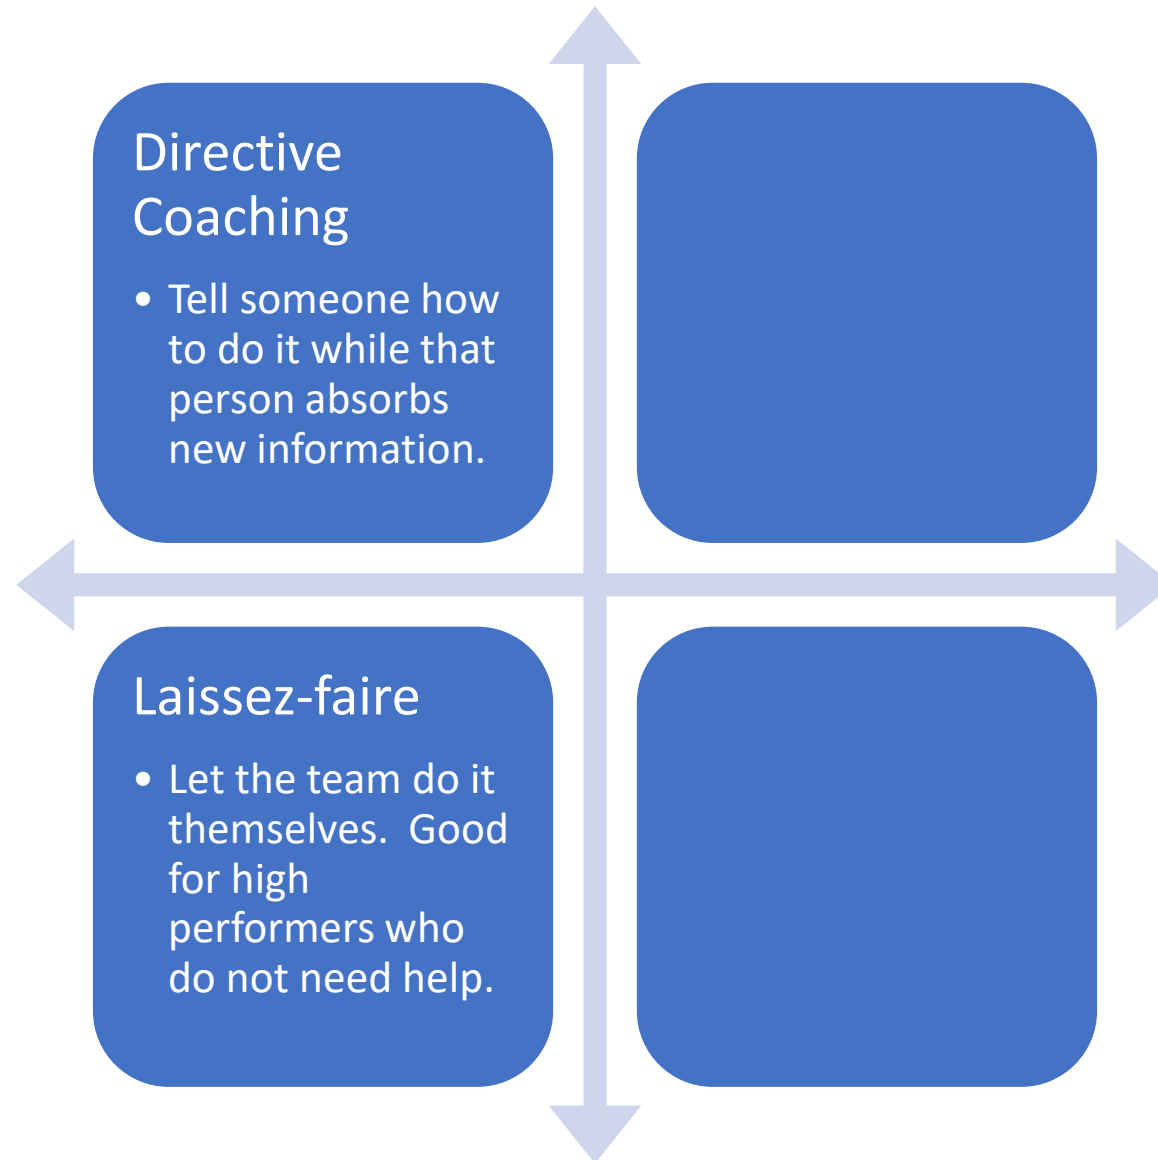 Directive
Coaching
• Tell someone how
to do it while that
person absorbs
new information.
Laissez-faire
• Let the team do it
themselves.  Good
for high
performers who
do not need help.